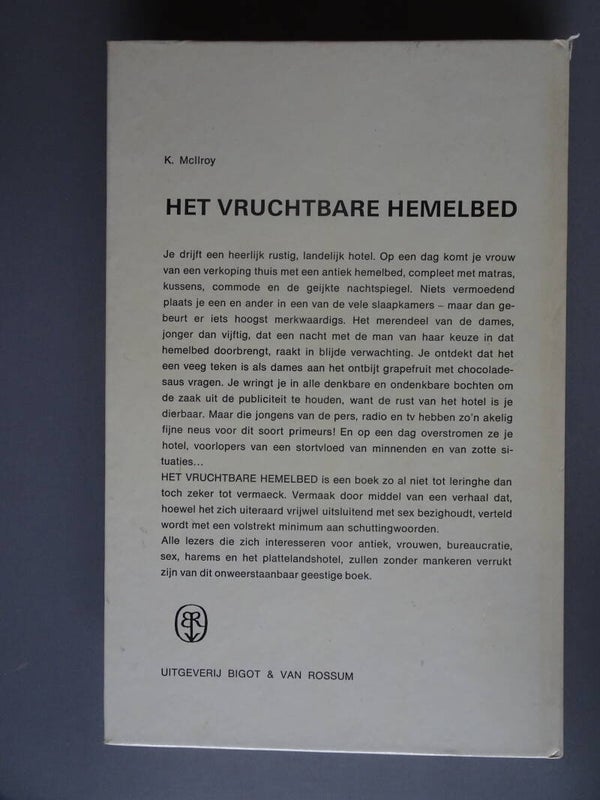 K. McIlroy
HET VRUCHTBARE HEMELBED
Je drijft een heerlijk rustig, landelijk hotel. Op een dag komt je vrouw
van een verkoping thuis met een antiek hemelbed, compleet met matras,
kussens, commode en de geijkte nachtspiegel. Niets vermoedend
plaats je een en ander in een van de vele slaapkamers – maar dan ge-
beurt er iets hoogst merkwaardigs. Het merendeel van de dames,
jonger dan vijftig, dat een nacht met de man van haar keuze in dat
hemelbed doorbrengt, raakt in blijde verwachting. Je ontdekt dat het
een veeg teken is als dames aan het ontbijt grapefruit met chocolade-
saus vragen. Je wringt je in alle denkbare en ondenkbare bochten om
de zaak uit de publiciteit te houden, want de rust van het hotel is je
dierbaar. Maar die jongens van de pers, radio en tv hebben zo'n akelig
fijne neus voor dit soort primeurs! En op een dag overstromen ze je
hotel, voorlopers van een stortvloed van minnenden en van zotte si-
tuaties...
HET VRUCHTBARE HEMELBED is een boek zo al niet tot leringhe dan
toch zeker tot vermaeck. Vermaak door middel van een verhaal dat,
hoewel het zich uiteraard vrijwel uitsluitend met sex bezighoudt, verteld
wordt met een volstrekt minimum aan schuttingwoorden.
Alle lezers die zich interesseren voor antiek, vrouwen, bureaucratie,
sex, harems en het plattelandshotel, zullen zonder mankeren verrukt
zijn van dit onweerstaanbaar geestige boek.
BR
UITGEVERIJ BIGOT & VAN ROSSUM